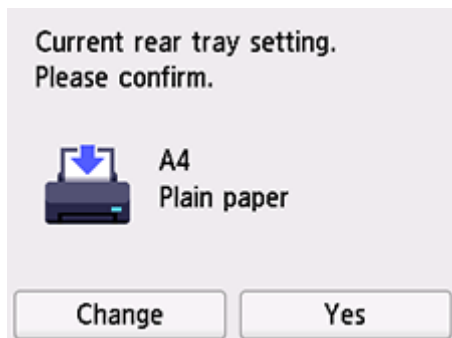 Current rear tray setting.
Please confirm.
A4
Plain paper
Change
Yes